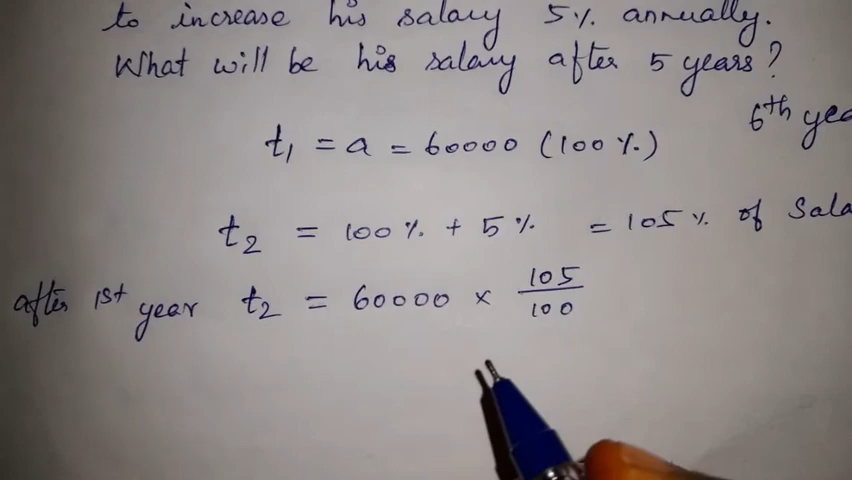 to increase his salary 5% annually.
What will be his salary after 5 years?
6th
t1 = a = 60000 (100%)
t2 = 100% + 5% = 105% of
after 1st year t2 = 60000 × 105/100